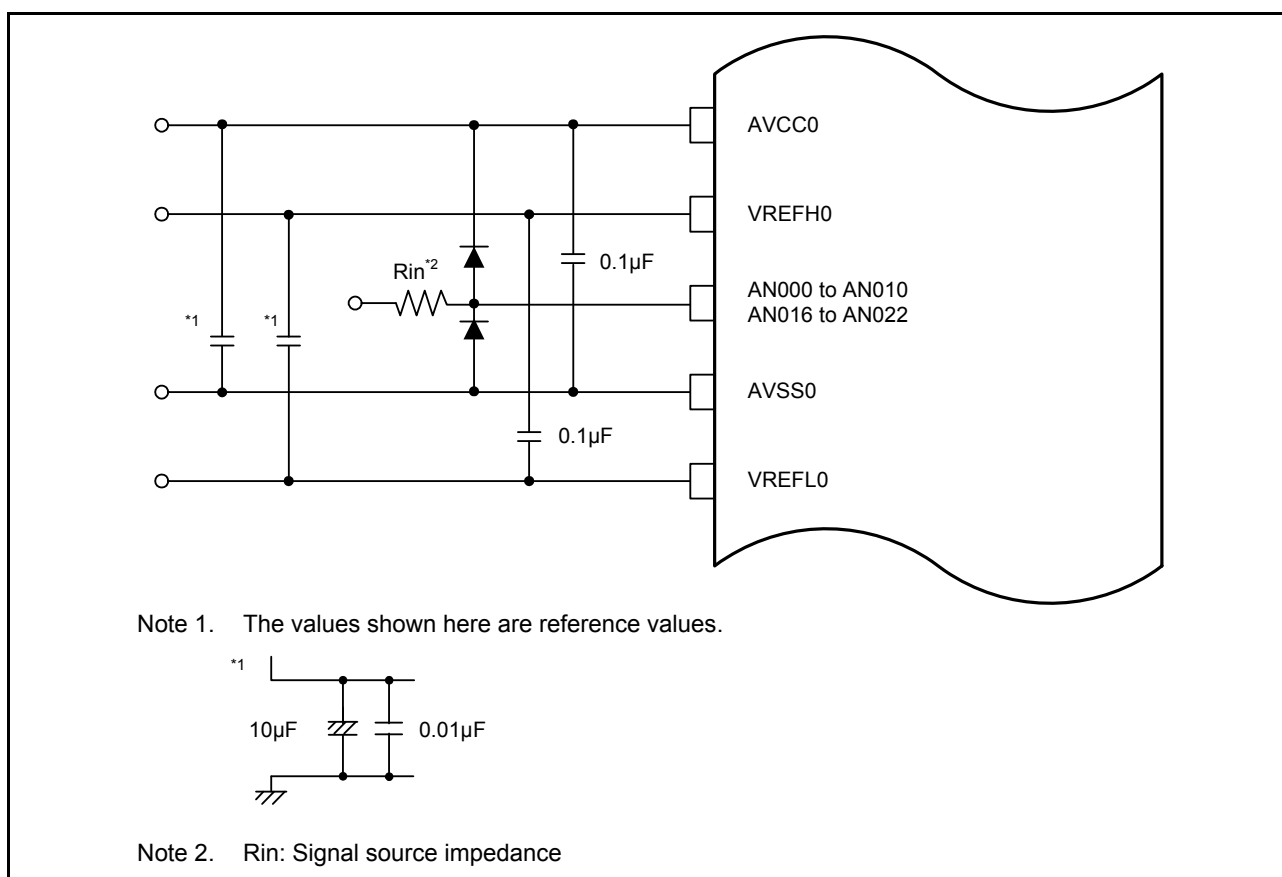 AVCC0
VREFH0
0.1µF
Rin*2
AN000 to AN010
AN016 to AN022
*1
*1
AVSS0
0.1µF
VREFL0
Note 1. The values shown here are reference values.
*1
10µF
0.01µF
Note 2. Rin: Signal source impedance